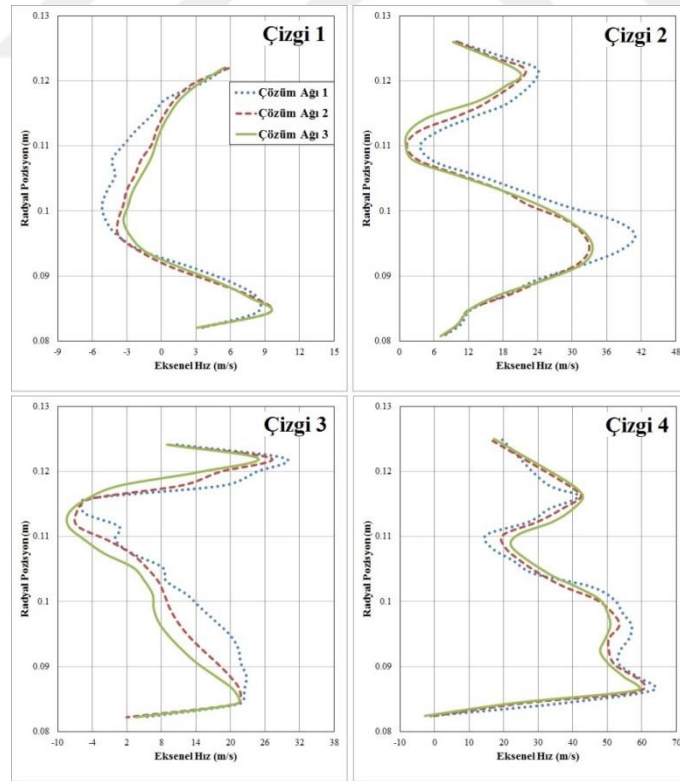 Çizgi 1
0.13
0.12
0.11
0.1
0.09
0.08
Radyal Pozisyon(m)
Çözüm Ağı 1
Çözüm Ağı 2
Çözüm Ağı 3
-9 -6 -3 0 3 6 9 12 15
Eksenel Hız (m/s)
Çizgi 2
0.13
0.12
0.11
0.1
0.09
0.08
Radyal Pozisyon (m)
0 6 12 18 24 30 36 42 48
Eksenel Hız (m/s)
Çizgi 3
0.13
0.12
0.11
0.1
0.09
0.08
Radyal Pozisyon(m)
-10 -4 2 8 14 20 26 32 38
Eksenel Hız (m/s)
Çizgi 4
0.13
0.12
0.11
0.1
0.09
0.08
Radyal Pozisyon(m)
-10 0 10 20 30 40 50 60 70
Eksenel Hız (m/s)